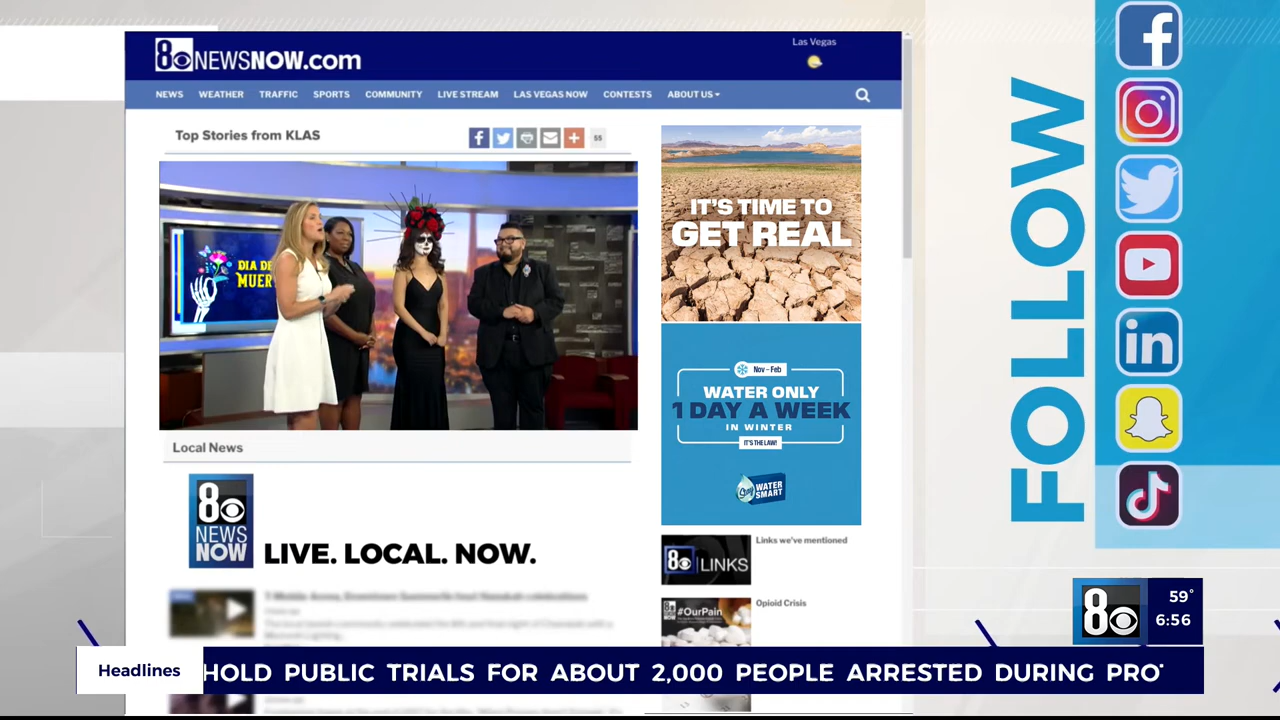 8 NEWSNOW.com
Las Vegas
NEWS WEATHER TRAFFIC SPORTS COMMUNITY LIVE STREAM LAS VEGAS NOW CONTESTS ABOUT US
Top Stories from KLAS
55
DIA DE
MUER
IT'S TIME TO
GET REAL
Nov – Feb
WATER ONLY
1 DAY A WEEK
IN WINTER
IT'S THE LAW!
WATER
SMART
Local News
8
NEWS
NOW
LIVE. LOCAL. NOW.
8 LINKS
Links we've mentioned
#OurPain
Opioid Crisis
FOLLOW
f
in
8
59°
6:56
Headlines
HOLD PUBLIC TRIALS FOR ABOUT 2,000 PEOPLE ARRESTED DURING PRO